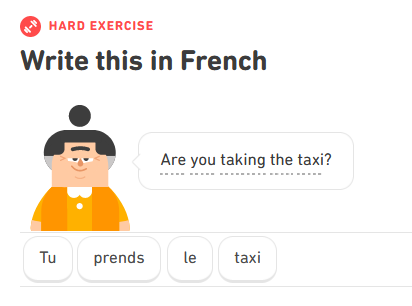 HARD EXERCISE
Write this in French
Are you taking the taxi?
Tu prends le taxi